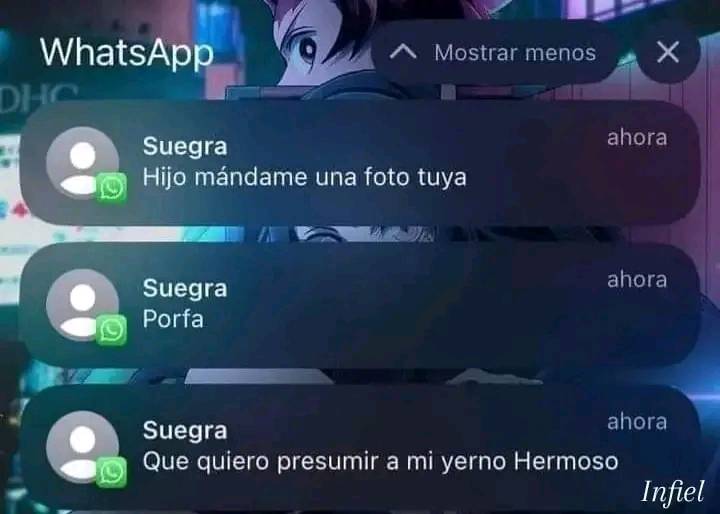 WhatsApp
Mostrar menos
DHC
Suegra
ahora
Hijo mándame una foto tuya
Suegra
ahora
Porfa
Suegra
ahora
Que quiero presumir a mi yerno Hermoso
Infiel